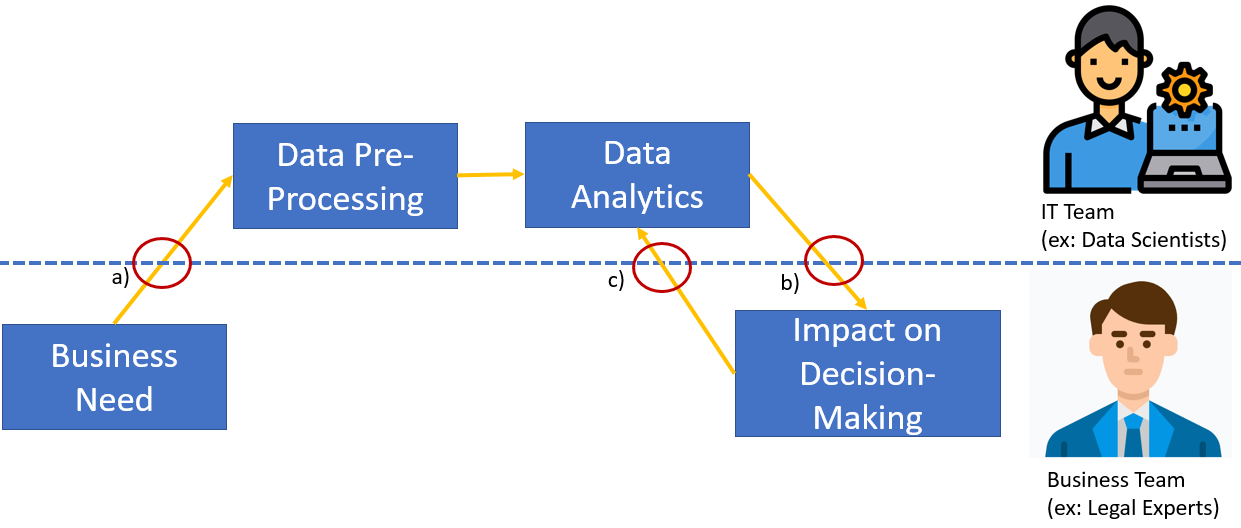 Data Pre-
Processing
Data
Analytics
IT Team
(ex: Data Scientists)
a)
c)
b)
Business
Need
Impact on
Decision-
Making
Business Team
(ex: Legal Experts)